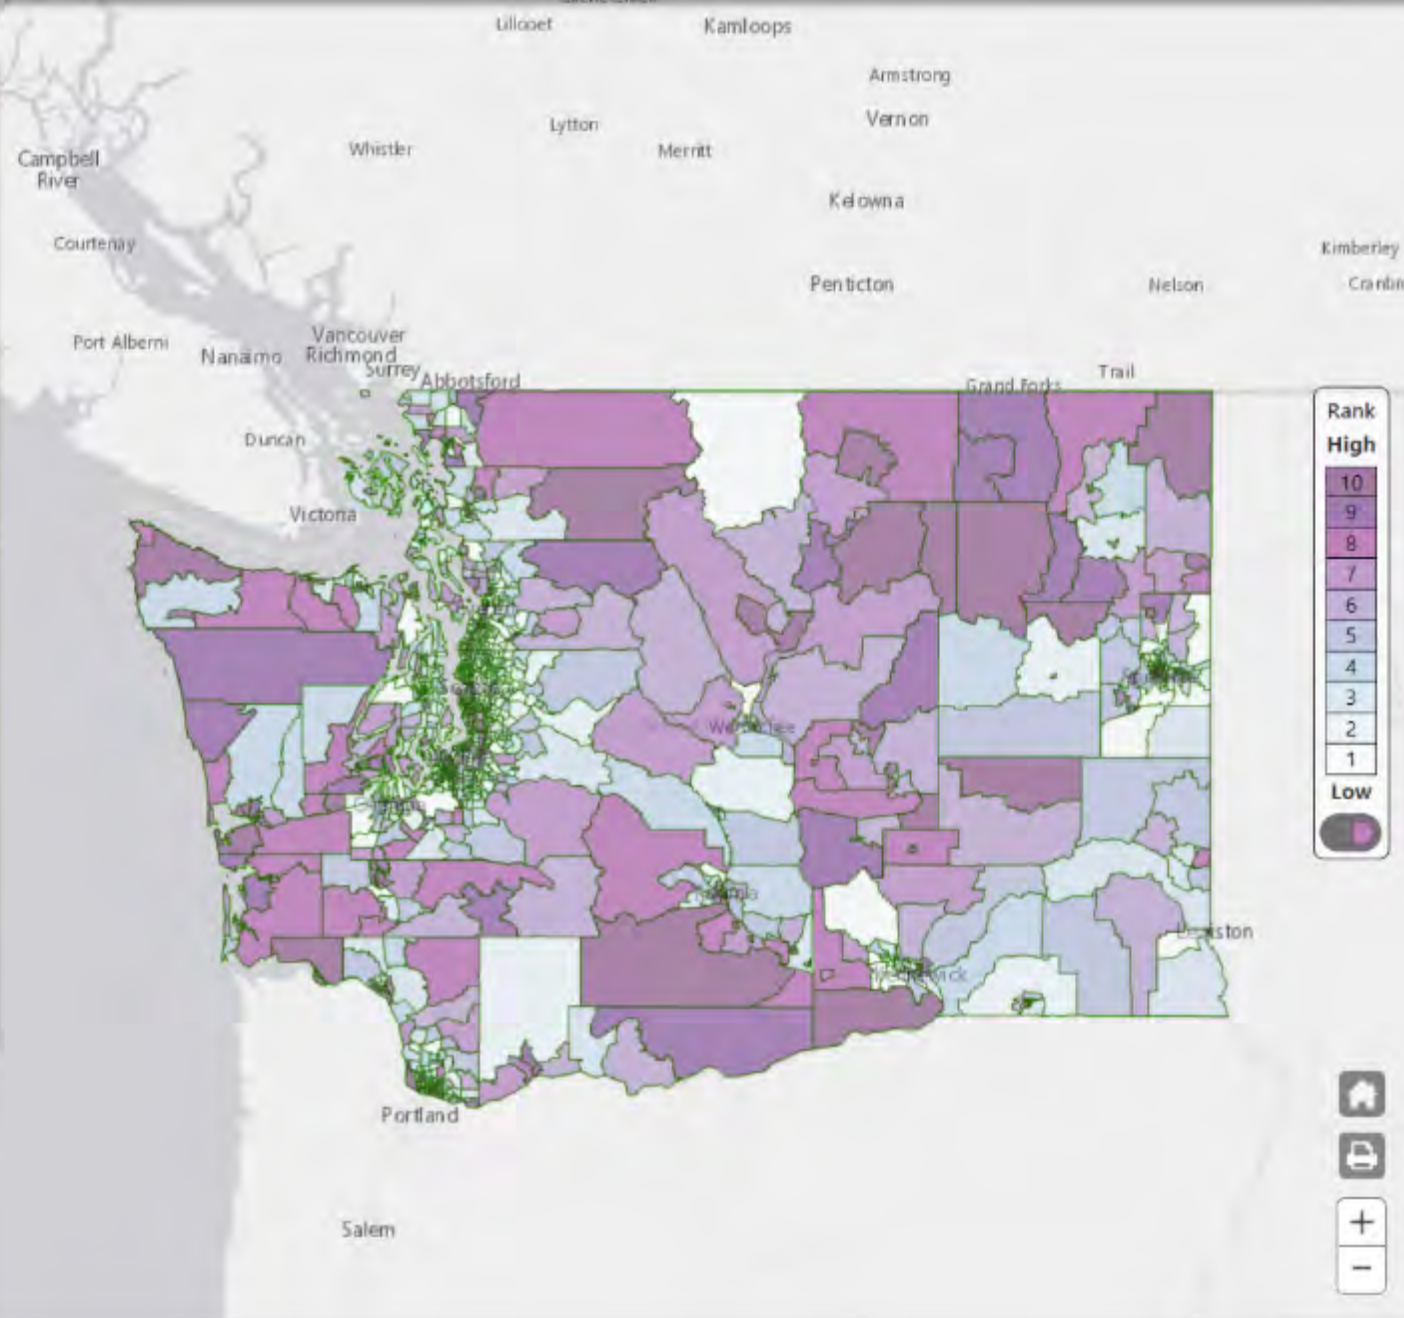 Lillooet
Kamloops
Armstrong
Lytton
Vernon
Whistler
Merritt
Campbell
River
Kelowna
Courtenay
Kimberley
Penticton
Nelson
Port Alberni
Vancouver
Nanaimo
Richmond
Surrey
Abbotsford
Trail
Grand Forks
Duncan
Victoria
Rank
High
10
9
8
7
6
5
4
3
2
1
Low
Portland
Salem
+
−